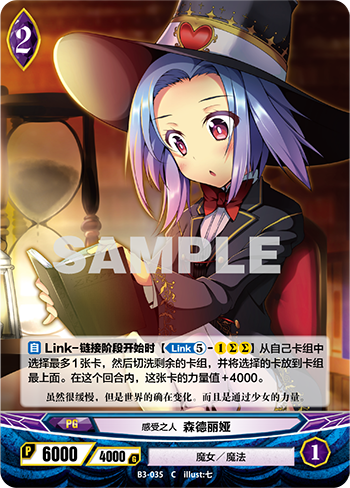 2
SAMPLE
自 Link-链接阶段开始时【Link⑤-ⅠΣΣ】从自己卡组中
选择最多1张卡，然后切洗剩余的卡组，并将选择的卡放到卡组
最上面。在这个回合内，这张卡的力量值+4000。
虽然很缓慢，但是世界的确在变化。 而且是通过少女的力量。
PG
感受之人 森德丽娅
P 6000 / 4000 G
魔女／魔法
1
B3-035 C illust:七